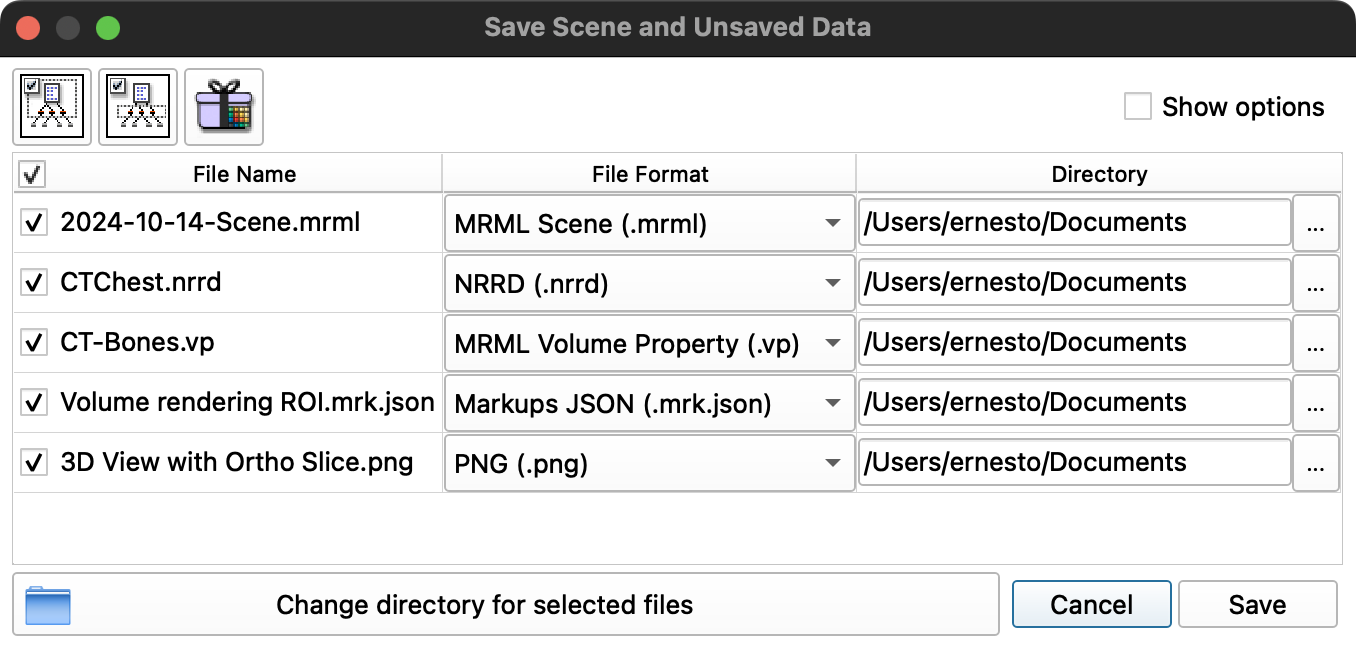 Save Scene and Unsaved Data
Show options
File Name File Format Directory
2024-10-14-Scene.mrml MRML Scene (.mrml) /Users/ernesto/Documents ...
CTChest.nrrd NRRD (.nrrd) /Users/ernesto/Documents ...
CT-Bones.vp MRML Volume Property (.vp) /Users/ernesto/Documents ...
Volume rendering ROI.mrk.json Markups JSON (.mrk.json) /Users/ernesto/Documents ...
3D View with Ortho Slice.png PNG (.png) /Users/ernesto/Documents ...
Change directory for selected files Cancel Save